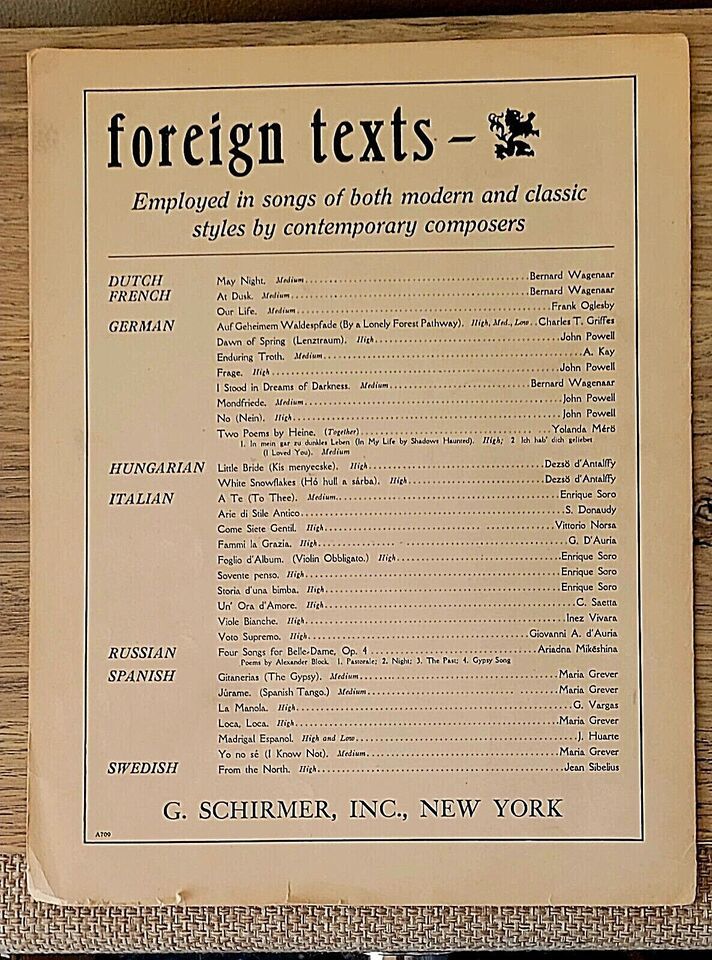 foreign texts –
Employed in songs of both modern and classic
styles by contemporary composers
DUTCH May Night. Medium Bernard Wagenaar
FRENCH At Dusk. Medium Bernard Wagenaar
Our Life. Medium Frank Oglesby
GERMAN Auf Geheimem Waldespfade (By a Lonely Forest Pathway). High, Med., Low Charles T. Griffes
Dawn of Spring (Lenztraum). High John Powell
Enduring Troth. Medium A. Kay
Frage. High John Powell
I Stood in Dreams of Darkness. Medium Bernard Wagenaar
Mondfriede. Medium John Powell
No (Nein). High John Powell
Two Poems by Heine. (Together) Yolanda Mérö
1. In mein gar zu dunkles Leben (In My Life by Shadows Haunted). High; 2 Ich hab' dich geliebet
(I Loved You). Medium
HUNGARIAN Little Bride (Kis menyecske). High Dezsö d'Antalffy
White Snowflakes (Hó hull a sárba). High Dezsö d'Antalffy
ITALIAN A Te (To Thee). Medium Enrique Soro
Arie di Stile Antico S. Donaudy
Come Siete Gentil. High Vittorio Norsa
Fammi la Grazia. High G. D'Auria
Foglio d'Album. (Violin Obbligato.) High Enrique Soro
Sovente penso. High Enrique Soro
Storia d'una bimba. High Enrique Soro
Un' Ora d'Amore. High C. Saetta
Viole Bianche. High Inez Vivara
Voto Supremo. High Giovanni A. d'Auria
RUSSIAN Four Songs for Belle-Dame, Op. 4 Ariadna Mikéshina
Poems by Alexander Block. 1. Pastorale; 2. Night; 3. The Past; 4. Gypsy Song
SPANISH Gitanerias (The Gypsy). Medium Maria Grever
Júrame. (Spanish Tango.) Medium Maria Grever
La Manola. High G. Vargas
Loca, Loca. High Maria Grever
Madrigal Espanol. High and Low J. Huarte
Yo no sé (I Know Not). Medium Maria Grever
SWEDISH From the North. High Jean Sibelius
G. SCHIRMER, INC., NEW YORK
A709